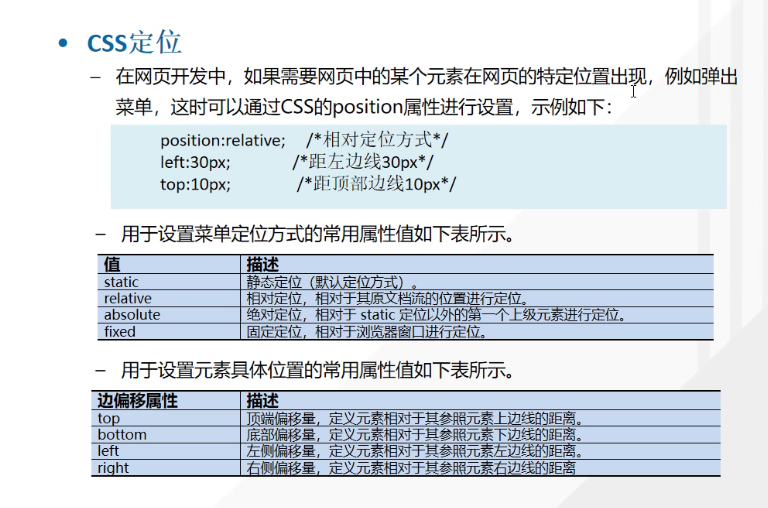 • CSS定位
– 在网页开发中，如果需要网页中的某个元素在网页的特定位置出现，例如弹出
菜单，这时可以通过CSS的position属性进行设置，示例如下：
position:relative; /*相对定位方式*/
left:30px; /*距左边线30px*/
top:10px; /*距顶部边线10px*/
– 用于设置菜单定位方式的常用属性值如下表所示。
值 描述
static 静态定位（默认定位方式）。
relative 相对定位，相对于其原文档流的位置进行定位。
absolute 绝对定位，相对于 static 定位以外的第一个上级元素进行定位。
fixed 固定定位，相对于浏览器窗口进行定位。
– 用于设置元素具体位置的常用属性值如下表所示。
边偏移属性 描述
top 顶端偏移量，定义元素相对于其参照元素上边线的距离。
bottom 底部偏移量，定义元素相对于其参照元素下边线的距离。
left 左侧偏移量，定义元素相对于其参照元素左边线的距离。
right 右侧偏移量，定义元素相对于其参照元素右边线的距离